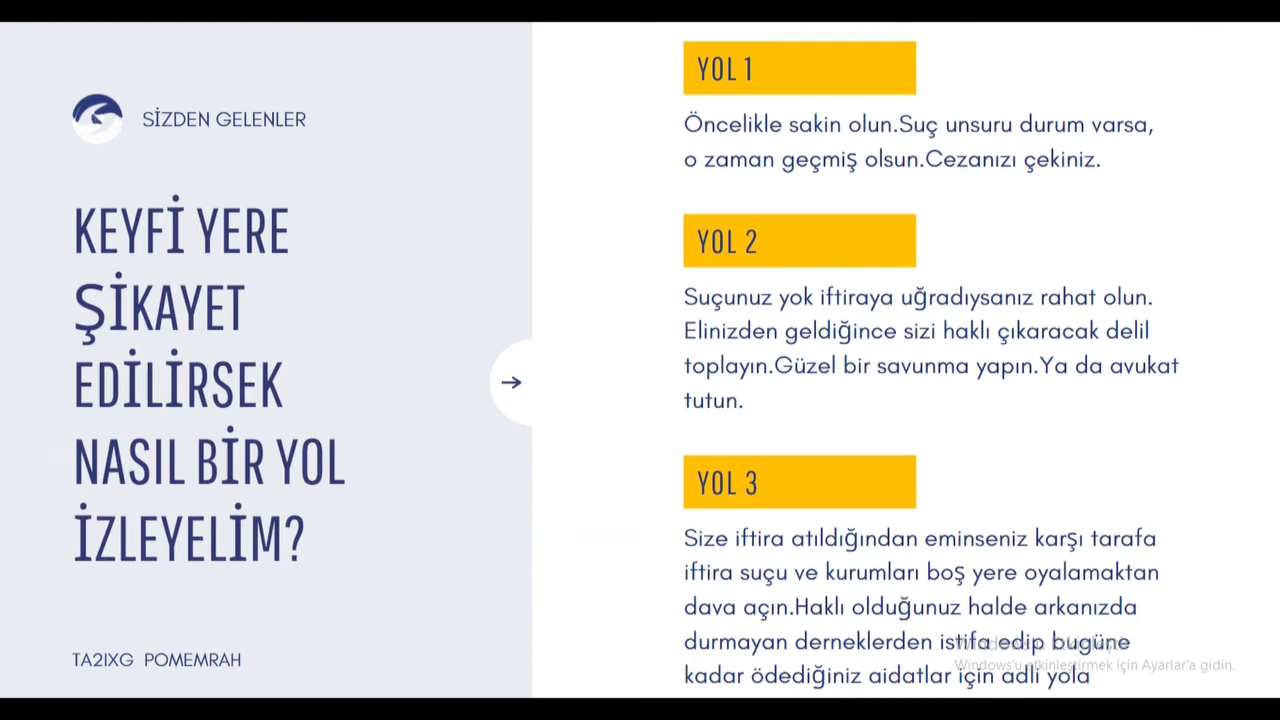 SİZDEN GELENLER
KEYFİ YERE
ŞİKAYET
EDİLİRSEK
NASIL BİR YOL
İZLEYELİM?
TA2IXG POMEMRAH
YOL 1
Öncelikle sakin olun.Suç unsuru durum varsa,
o zaman geçmiş olsun.Cezanızı çekiniz.
YOL 2
Suçunuz yok iftiraya uğradıysanız rahat olun.
Elinizden geldiğince sizi haklı çıkaracak delil
toplayın.Güzel bir savunma yapın.Ya da avukat
tutun.
YOL 3
Size iftira atıldığından eminseniz karşı tarafa
iftira suçu ve kurumları boş yere oyalamaktan
dava açın.Haklı olduğunuz halde arkanızda
durmayan derneklerden istifa edip bugüne
kadar ödediğiniz aidatlar için adli yola
Windows'u Etkinleştir
Windows'u etkinleştirmek için Ayarlar'a gidin.